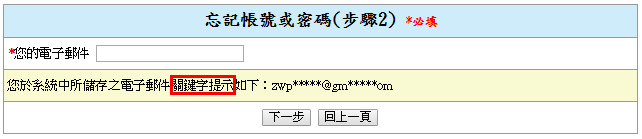 忘記帳號或密碼(步驟2) *必填
*您的電子郵件
您於系統中所儲存之電子郵件關鍵字提示如下：zwp*****@gm*****om
下一步 回上一頁